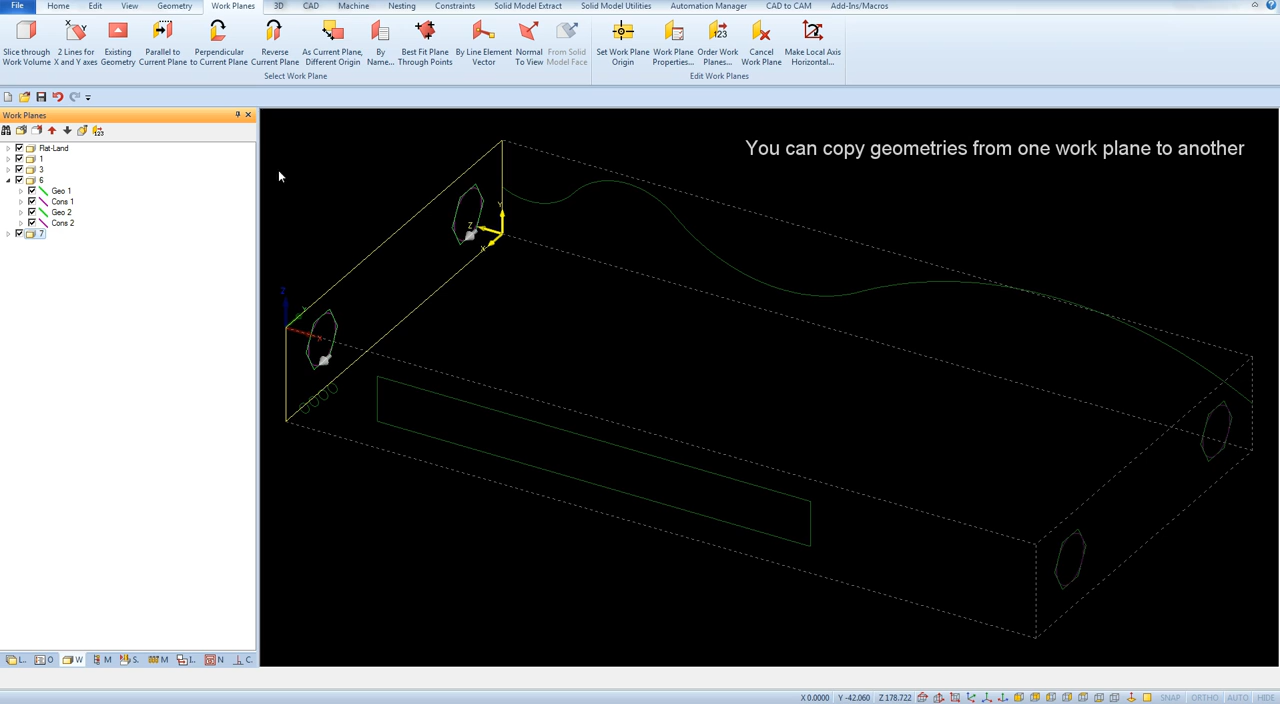 File Home Edit View Geometry Work Planes 3D CAD Machine Nesting Constraints Solid Model Extract Solid Model Utilities Automation Manager CAD to CAM Add-Ins/Macros
Slice through Work Volume
2 Lines for X and Y axes
Existing Geometry
Parallel to Current Plane
Perpendicular to Current Plane
Reverse Current Plane
As Current Plane, Different Origin
By Name...
Best Fit Plane Through Points
By Line Element Vector
Normal To View
From Solid Model Face
Set Work Plane Origin
Work Plane Properties...
Order Work Planes...
Cancel Work Plane
Make Local Axis Horizontal...
Select Work Plane
Edit Work Planes
Work Planes
Flat-Land
1
3
6
Geo 1
Cons 1
Geo 2
Cons 2
7
You can copy geometries from one work plane to another
Y
Z
X
Z
Y
X
L... O W M S. M I.. N C.
X 0.0000 Y -42.060 Z 178.722 SNAP ORTHO AUTO HIDE